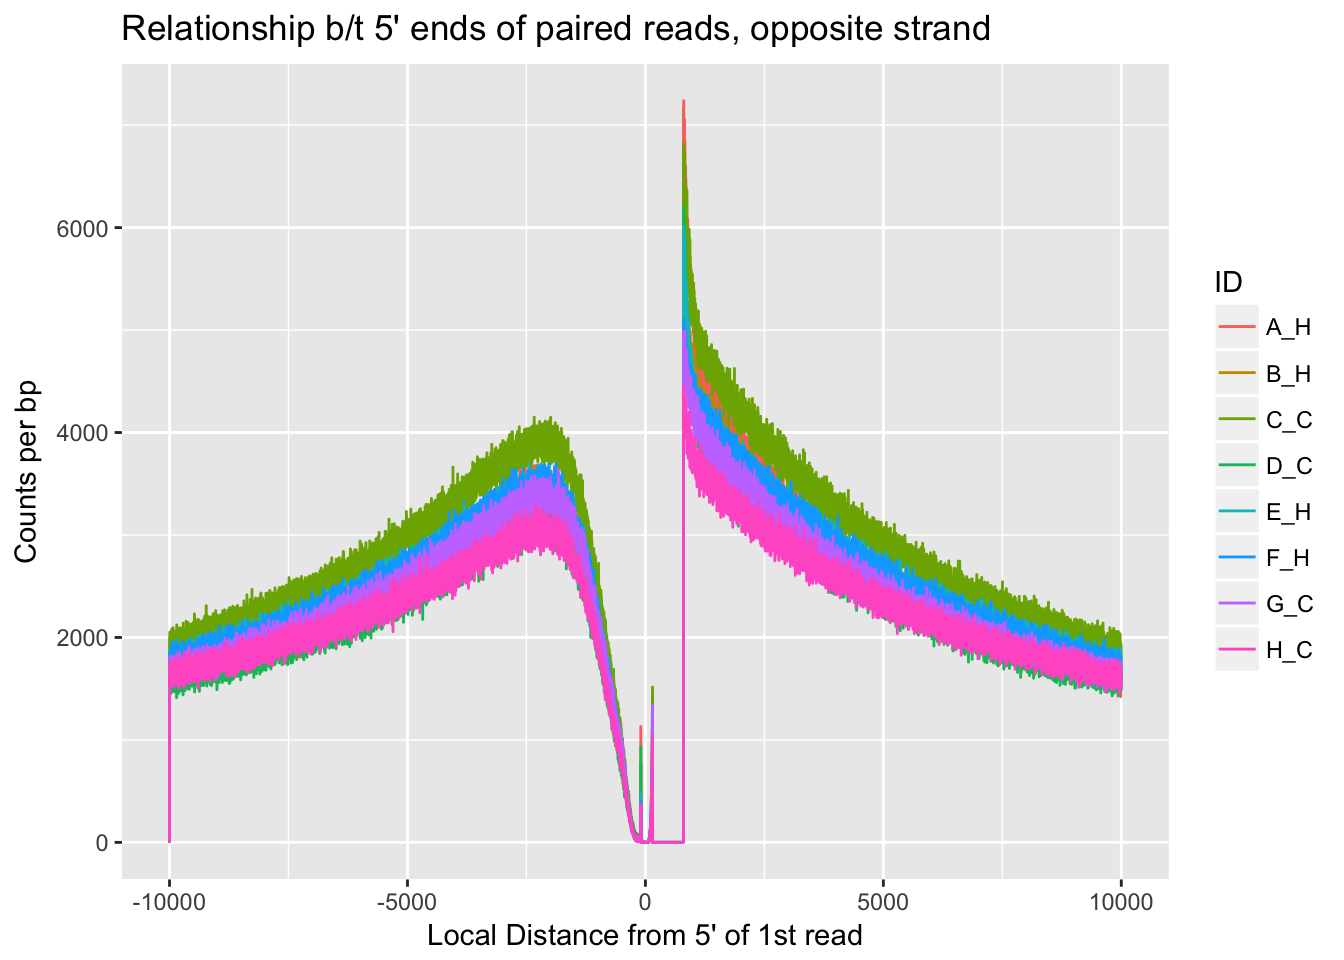 Relationship b/t 5' ends of paired reads, opposite strand
Counts per bp
6000
4000
2000
0
-10000
-5000
0
5000
10000
Local Distance from 5' of 1st read
ID
A_H
B_H
C_C
D_C
E_H
F_H
G_C
H_C